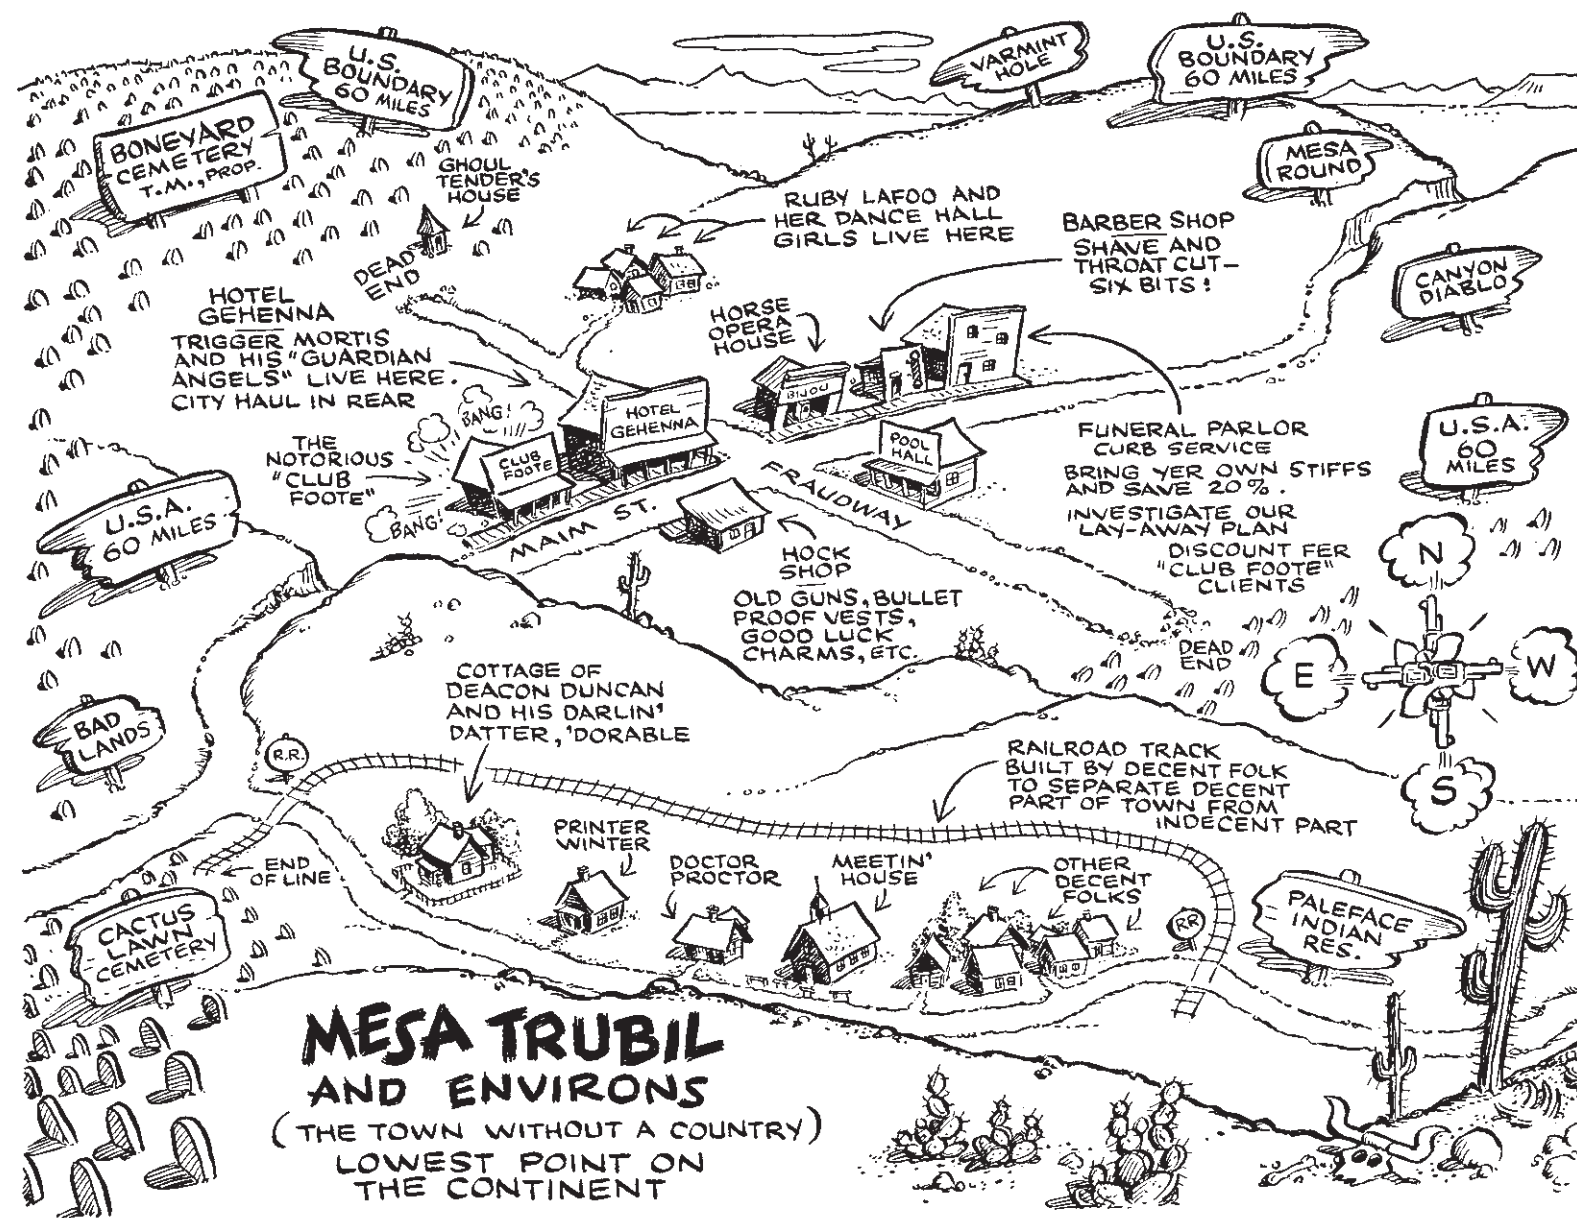 U.S.
BOUNDARY
60 MILES
VARMINT
HOLE
U.S.
BOUNDARY
60 MILES
BONEYARD
CEMETERY
T.M., PROP.
GHOUL
TENDER'S
HOUSE
MESA
ROUND
RUBY LAFOO AND
HER DANCE HALL
GIRLS LIVE HERE
BARBER SHOP
SHAVE AND
THROAT CUT—
SIX BITS!
DEAD
END
CANYON
DIABLO
HOTEL
GEHENNA
TRIGGER MORTIS
AND HIS "GUARDIAN
ANGELS" LIVE HERE.
CITY HAUL IN REAR
HORSE
OPERA
HOUSE
BIJOU
HOTEL
GEHENNA
BANG!
CLUB
FOOTE
THE
NOTORIOUS
"CLUB
FOOTE"
BANG!
POOL
HALL
FUNERAL PARLOR
CURB SERVICE
BRING YER OWN STIFFS
AND SAVE 20%.
INVESTIGATE OUR
LAY-AWAY PLAN
DISCOUNT FER
"CLUB FOOTE"
CLIENTS
U.S.A.
60
MILES
U.S.A.
60 MILES
MAIM ST.
FRAUDWAY
HOCK
SHOP
OLD GUNS, BULLET
PROOF VESTS,
GOOD LUCK
CHARMS, ETC.
DEAD
END
N
E
W
S
BAD
LANDS
COTTAGE OF
DEACON DUNCAN
AND HIS DARLIN'
DATTER, 'DORABLE
R.R.
RAILROAD TRACK
BUILT BY DECENT FOLK
TO SEPARATE DECENT
PART OF TOWN FROM
INDECENT PART
END
OF LINE
PRINTER
WINTER
DOCTOR
PROCTOR
MEETIN'
HOUSE
OTHER
DECENT
FOLKS
RR
PALEFACE
INDIAN
RES.
CACTUS
LAWN
CEMETERY
MESA TRUBIL
AND ENVIRONS
(THE TOWN WITHOUT A COUNTRY)
LOWEST POINT ON
THE CONTINENT